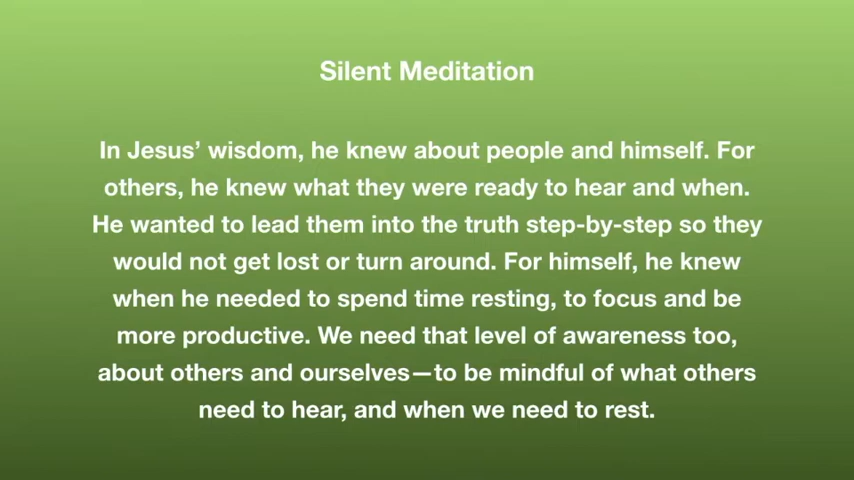 Silent Meditation
In Jesus’ wisdom, he knew about people and himself. For
others, he knew what they were ready to hear and when.
He wanted to lead them into the truth step-by-step so they
would not get lost or turn around. For himself, he knew
when he needed to spend time resting, to focus and be
more productive. We need that level of awareness too,
about others and ourselves—to be mindful of what others
need to hear, and when we need to rest.